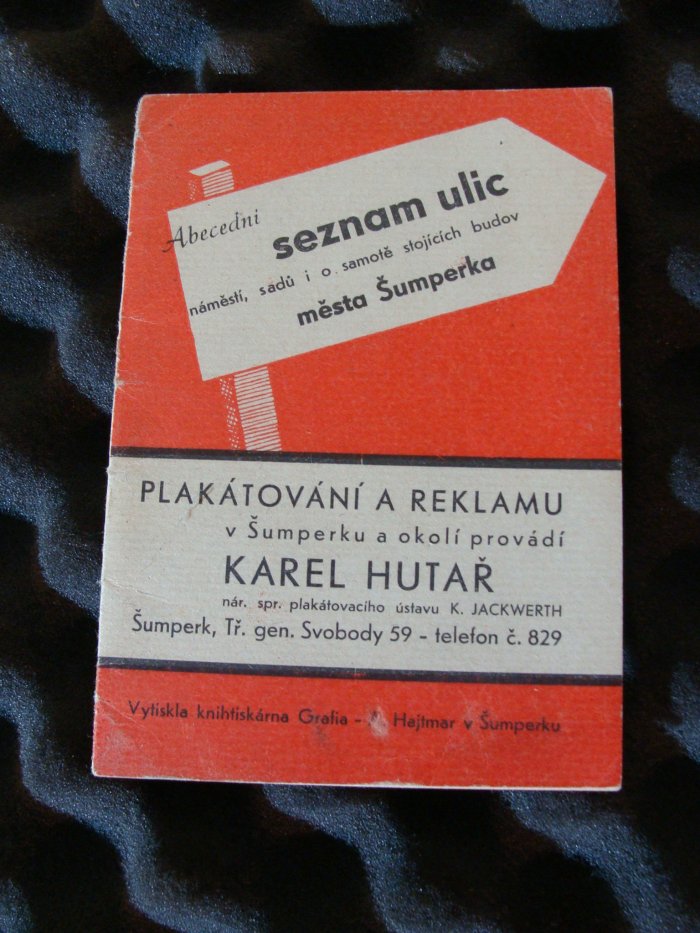 Abecední
seznam ulic
náměstí, sadů i o samotě stojících budov
města Šumperka
PLAKÁTOVÁNÍ A REKLAMU
v Šumperku a okolí provádí
KAREL HUTAŘ
nár. spr. plakátovacího ústavu K. JACKWERTH
Šumperk, Tř. gen. Svobody 59 - telefon č. 829
Vytiskla knihtiskárna Grafia - Hajtmar v Šumperku